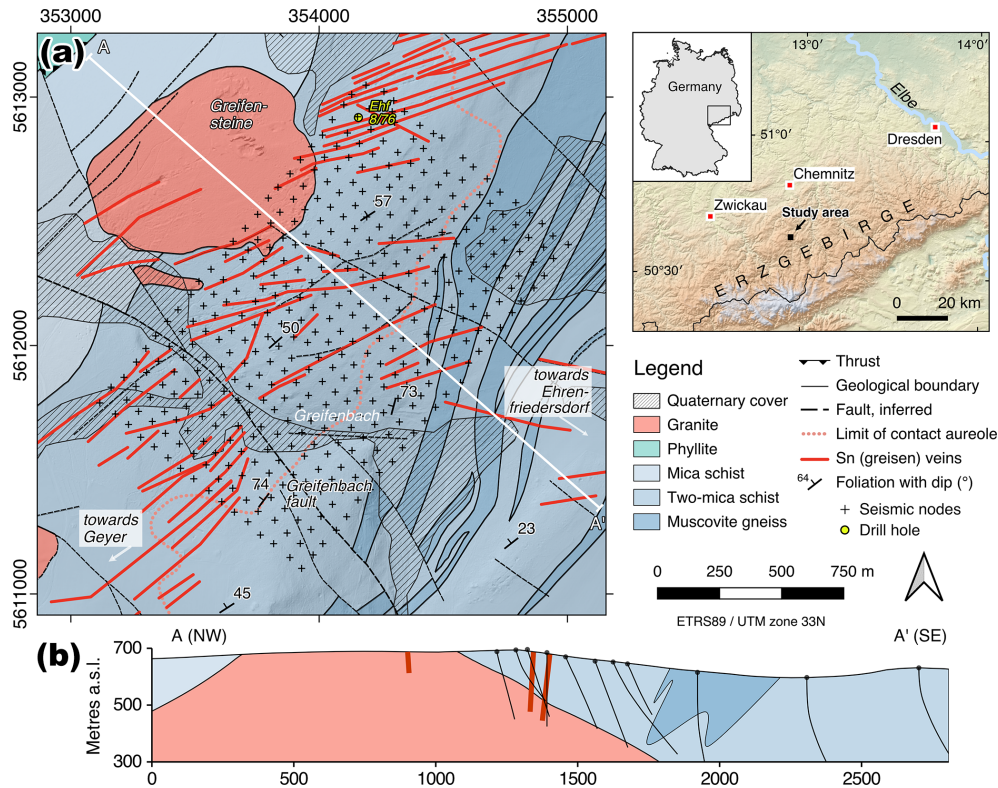 353000
354000
355000
(a)
A
Greifen-
steine
Ehf
8/76
57
50
73
74
23
45
Greifenbach
Greifenbach
fault
towards
Ehren-
friedersdorf
towards
Geyer
A'
5613000
5612000
5611000
13°0′
14°0′
51°0′
50°30′
Germany
Elbe
Dresden
Chemnitz
Zwickau
Study area
ERZGEBIRGE
0 20 km
Legend
Quaternary cover
Granite
Phyllite
Mica schist
Two-mica schist
Muscovite gneiss
Thrust
Geological boundary
Fault, inferred
Limit of contact aureole
Sn (greisen) veins
64 Foliation with dip (°)
Seismic nodes
Drill hole
0 250 500 750 m
ETRS89 / UTM zone 33N
(b)
A (NW)
A' (SE)
Metres a.s.l.
700
500
300
0 500 1000 1500 2000 2500